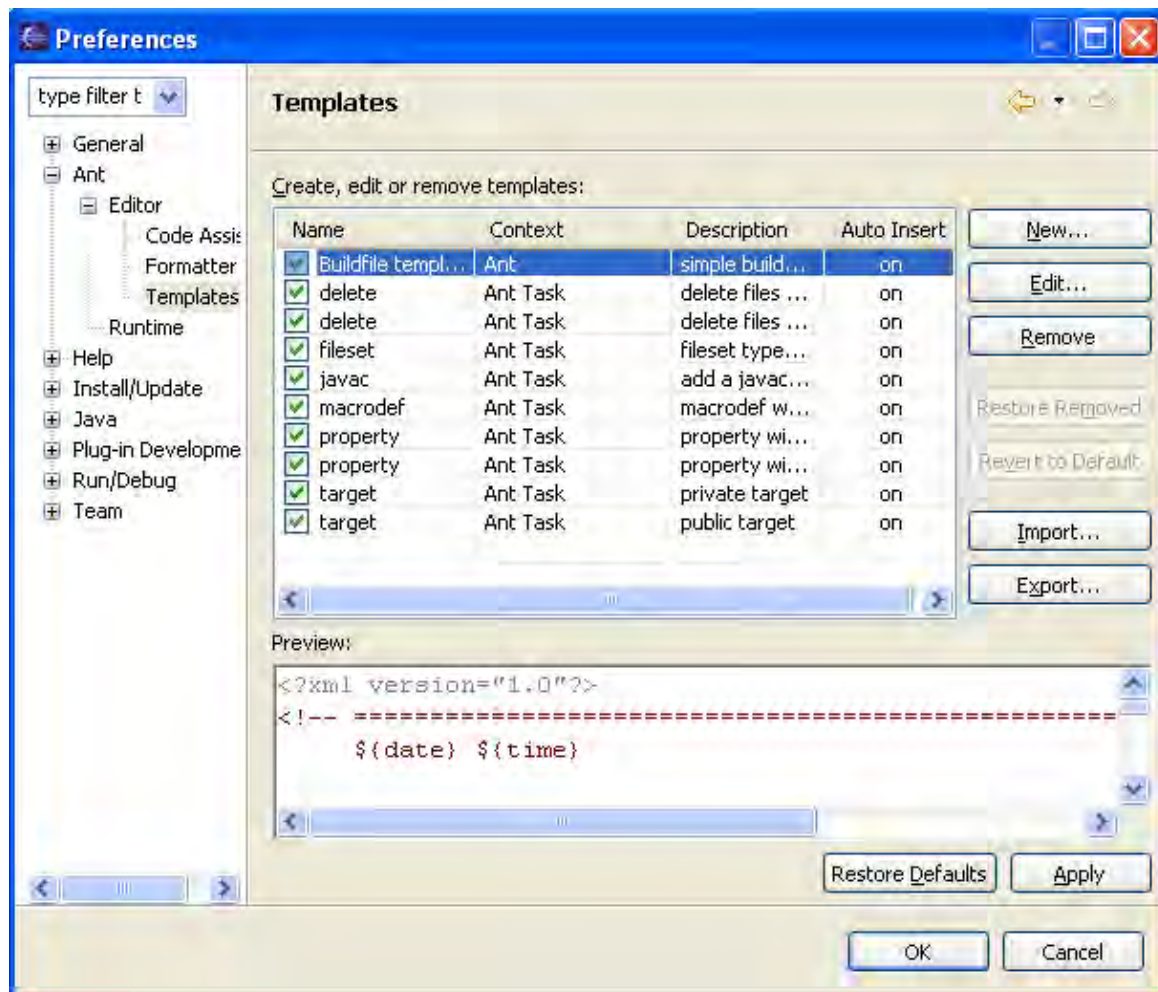 Preferences
type filter t
Templates
General
Ant
Editor
Code Assis
Formatter
Templates
Runtime
Help
Install/Update
Java
Plug-in Developme
Run/Debug
Team
Create, edit or remove templates:
Name Context Description Auto Insert
Buildfile templ... Ant simple build... on
delete Ant Task delete files ... on
delete Ant Task delete files ... on
fileset Ant Task fileset type... on
javac Ant Task add a javac... on
macrodef Ant Task macrodef w... on
property Ant Task property wi... on
property Ant Task property wi... on
target Ant Task private target on
target Ant Task public target on
New...
Edit...
Remove
Restore Removed
Revert to Default
Import...
Export...
Preview:
<?xml version="1.0"?>
<!-- ==================================================
${date} ${time}
Restore Defaults Apply
OK Cancel